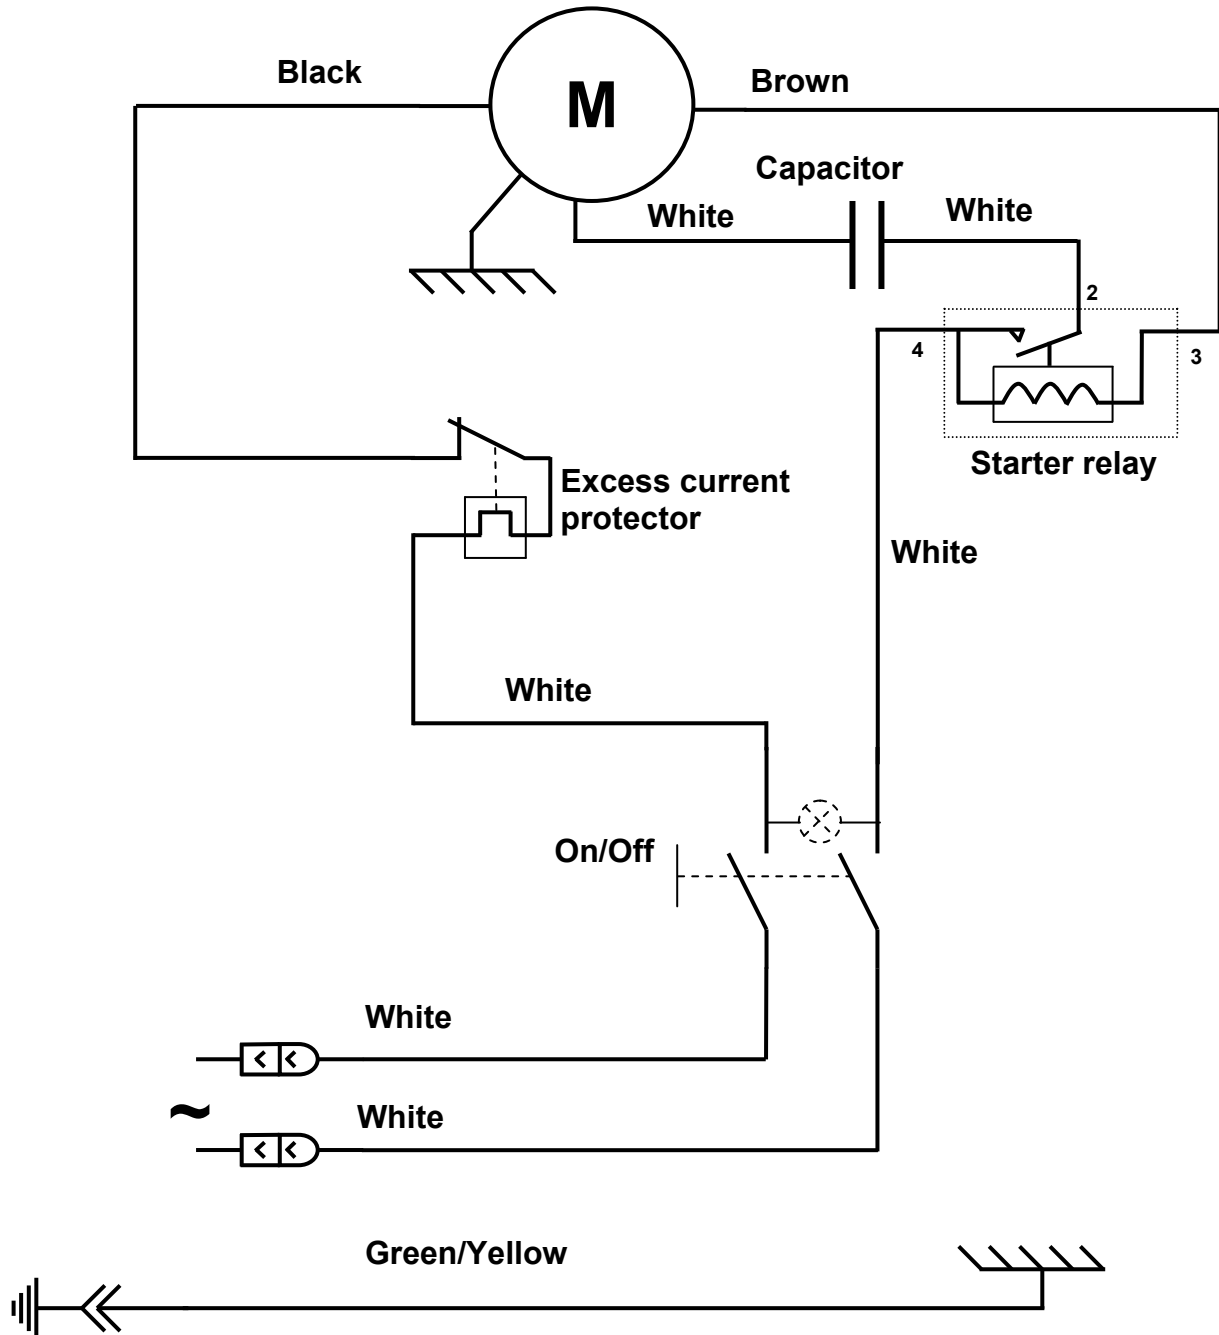 Black
M
Brown
Capacitor
White
White
2
4
3
Starter relay
Excess current
protector
White
White
On/Off
White
~
White
Green/Yellow